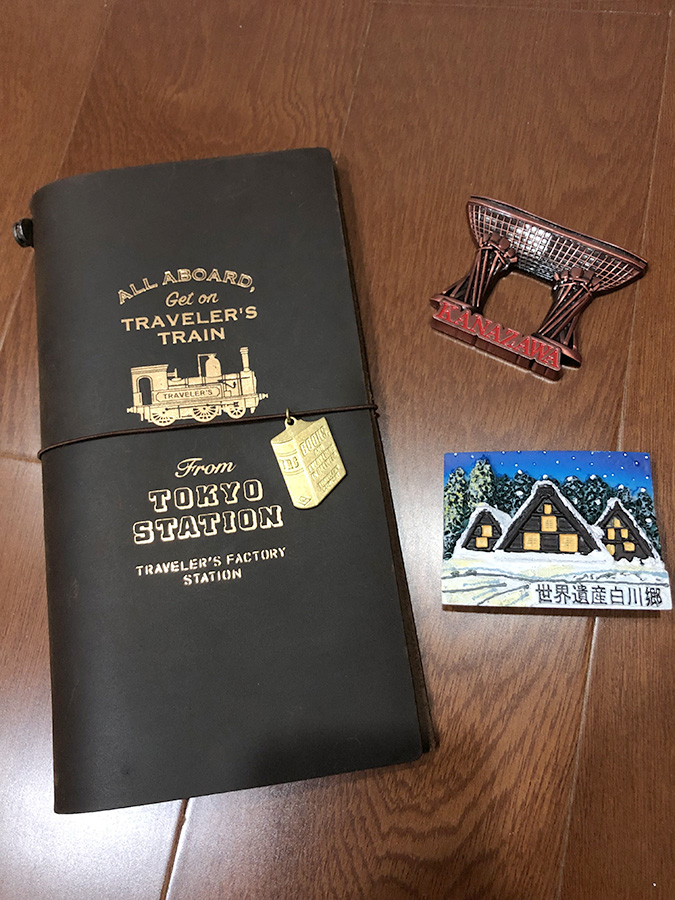 ALL ABOARD,
Get on
TRAVELER'S
TRAIN
TRAVELER'S
From
TOKYO
STATION
TRAVELER'S FACTORY
STATION
BOOKS
KANAZAWA
世界遺産白川郷